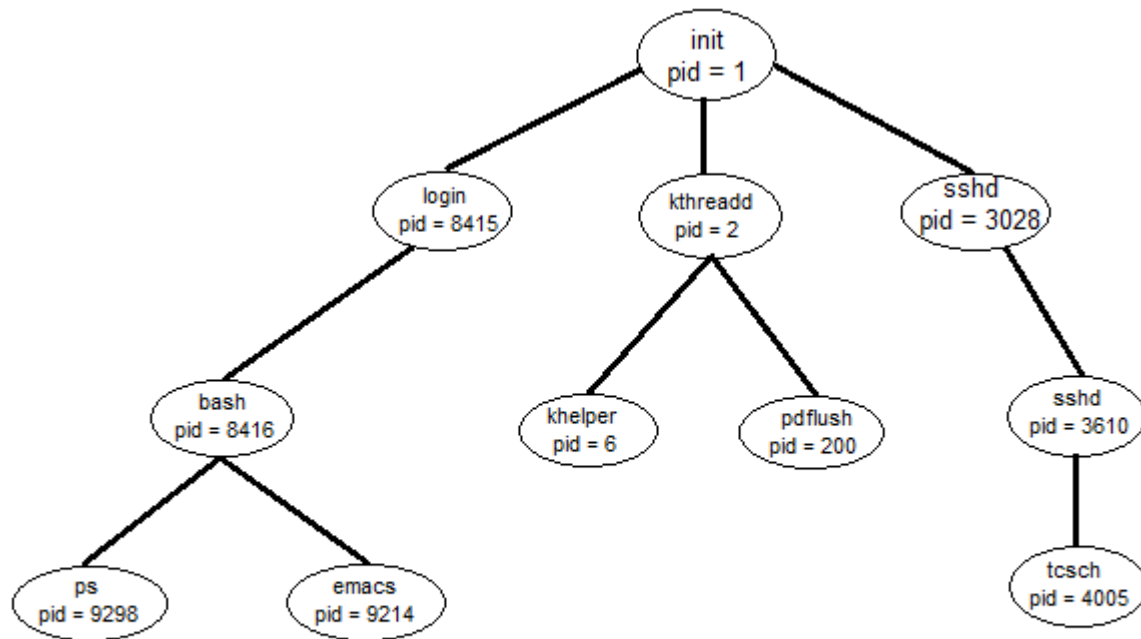 init
pid = 1
login
pid = 8415
kthreadd
pid = 2
sshd
pid = 3028
bash
pid = 8416
khelper
pid = 6
pdflush
pid = 200
sshd
pid = 3610
ps
pid = 9298
emacs
pid = 9214
tcsch
pid = 4005